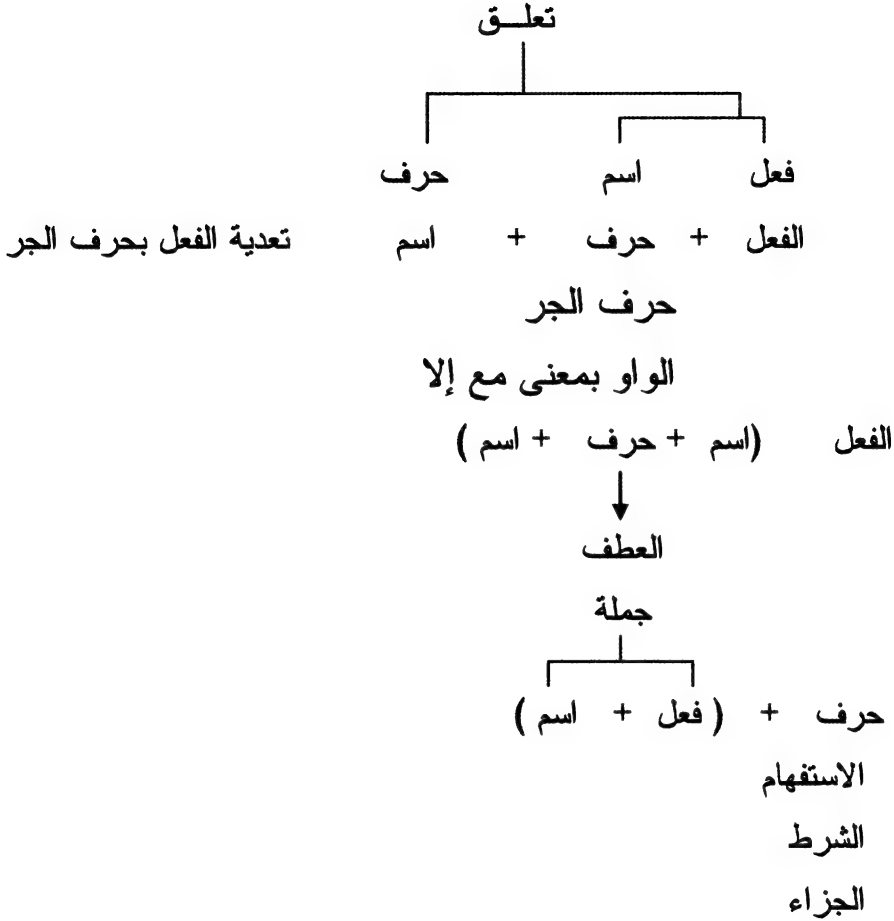 تعلـــق
فعل اسم حرف
الفعل + حرف + اسم تعدية الفعل بحرف الجر
حرف الجر
الواو بمعنى مع إلا
الفعل (اسم + حرف + اسم )
العطف
جملة
حرف + ( فعل + اسم )
الاستفهام
الشرط
الجزاء